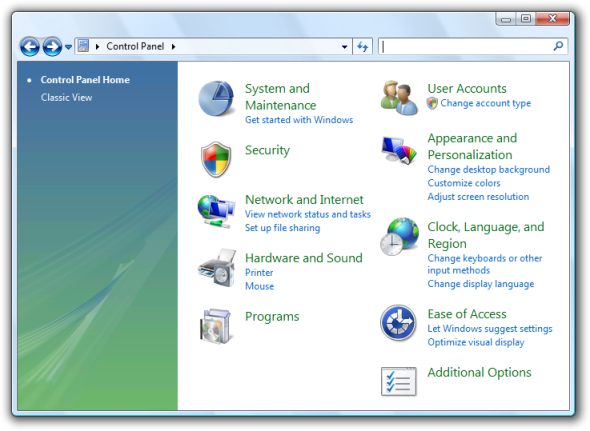 Control Panel
Control Panel Home
Classic View
System and
Maintenance
Get started with Windows
Security
Network and Internet
View network status and tasks
Set up file sharing
Hardware and Sound
Printer
Mouse
Programs
User Accounts
Change account type
Appearance and
Personalization
Change desktop background
Customize colors
Adjust screen resolution
Clock, Language, and
Region
Change keyboards or other
input methods
Change display language
Ease of Access
Let Windows suggest settings
Optimize visual display
Additional Options